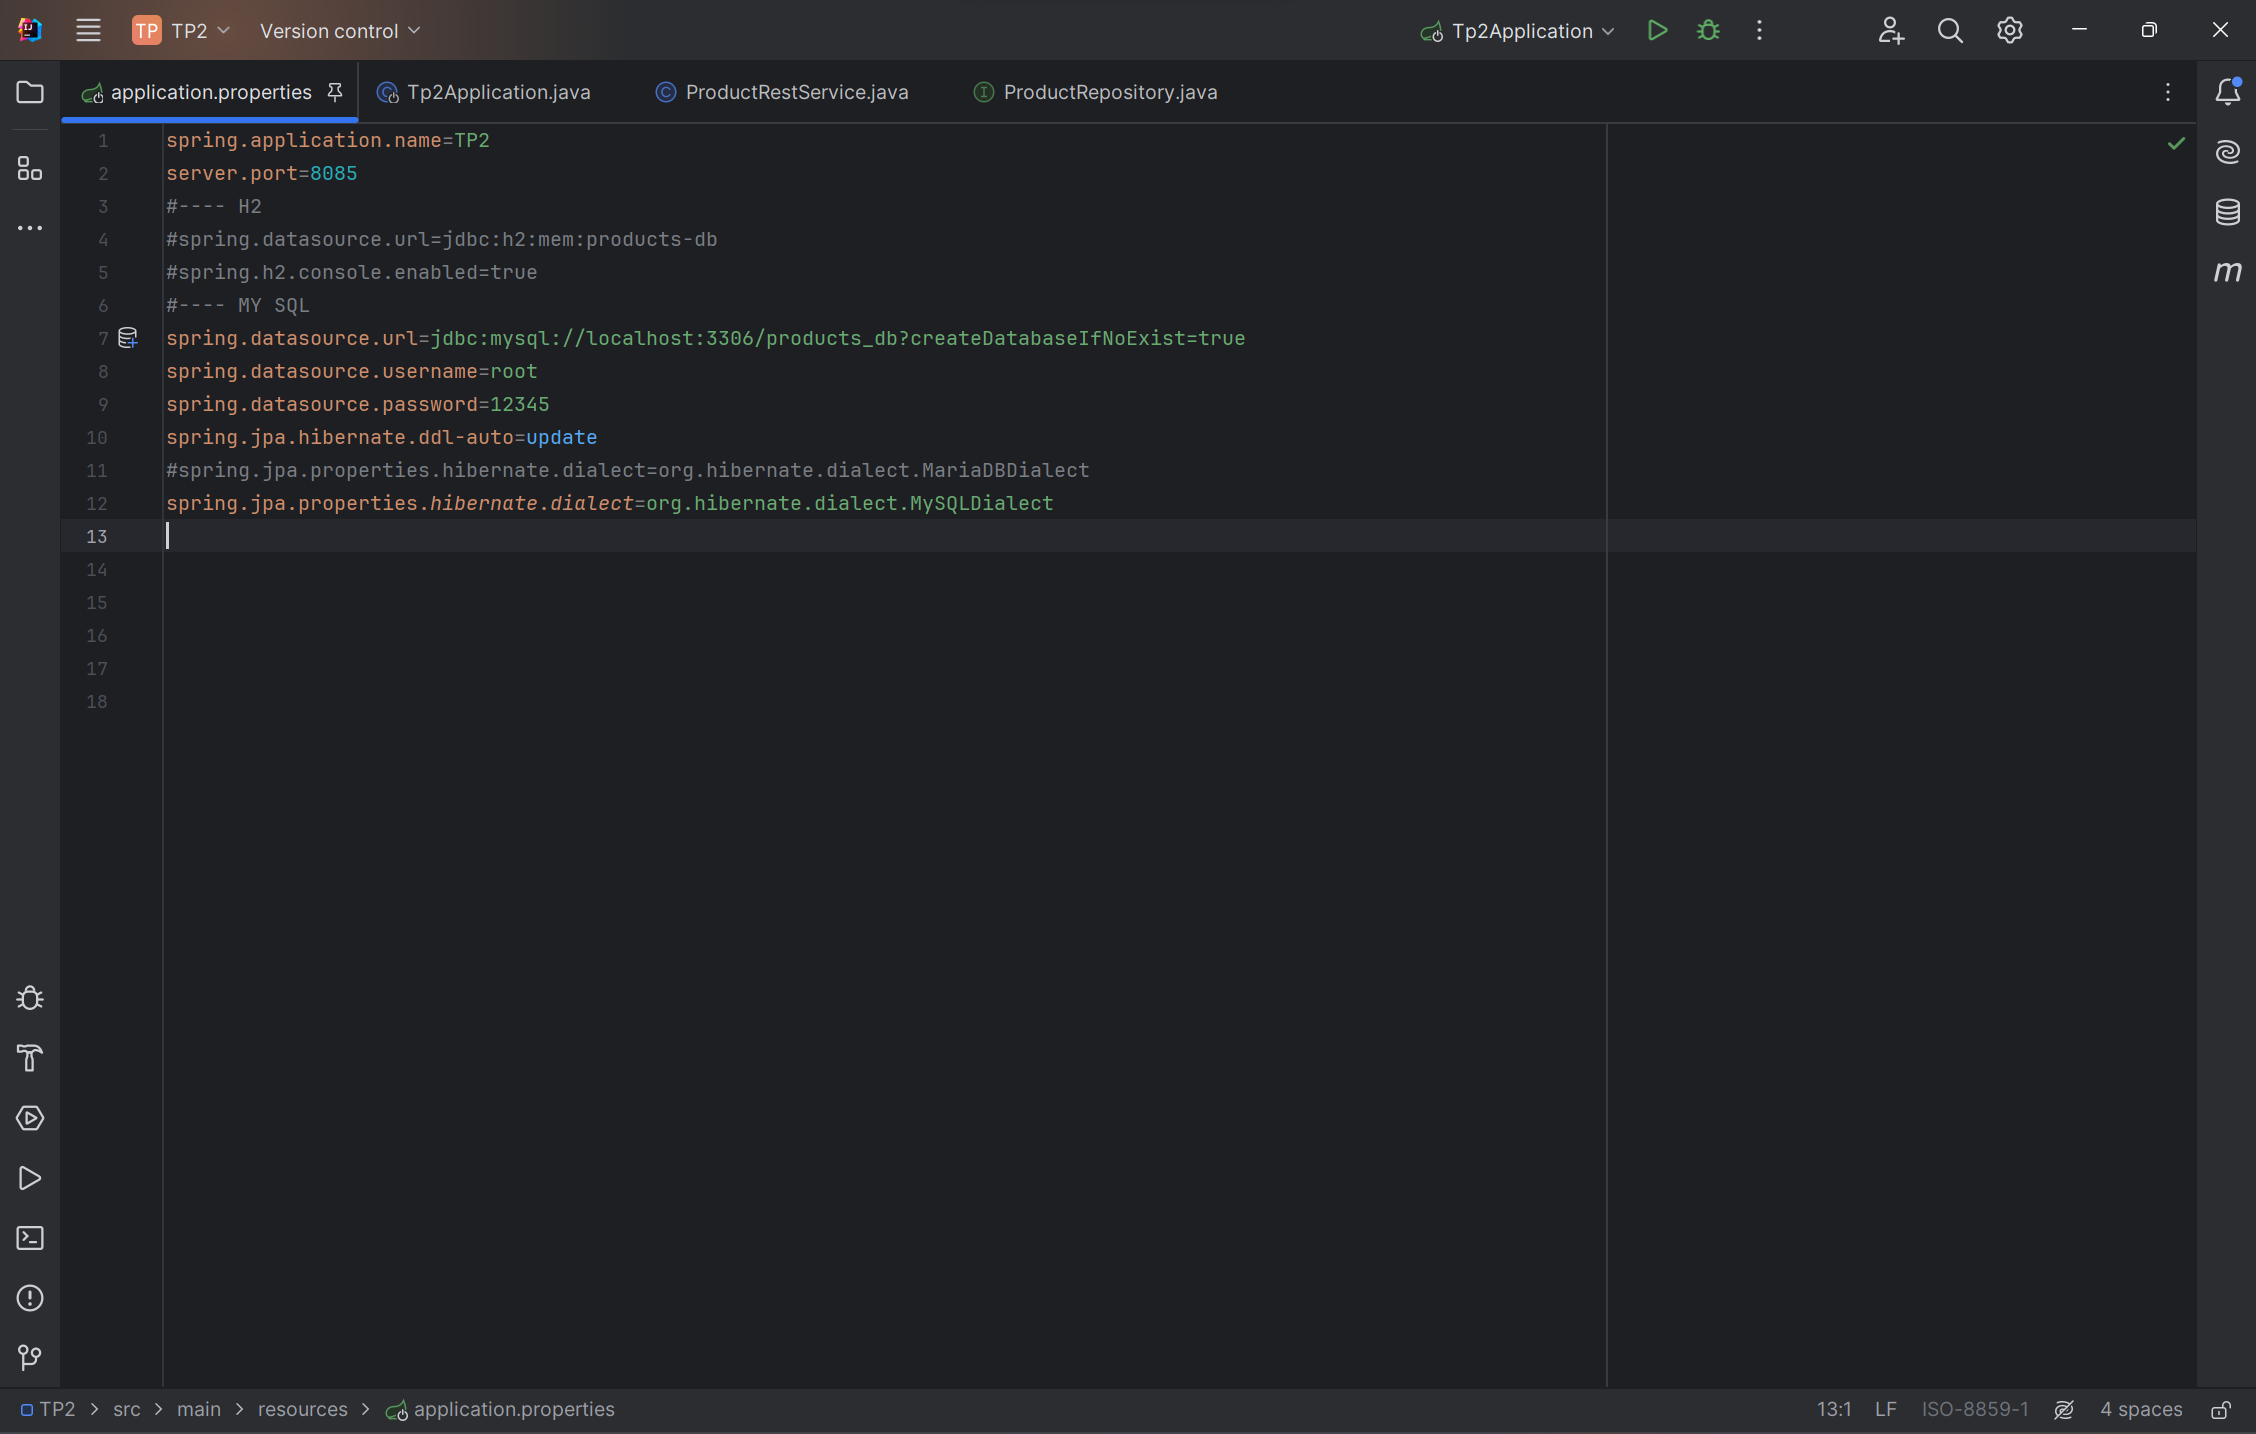 TP TP2 Version control Tp2Application
application.properties Tp2Application.java ProductRestService.java ProductRepository.java
1 spring.application.name=TP2
2 server.port=8085
3 #---- H2
4 #spring.datasource.url=jdbc:h2:mem:products-db
5 #spring.h2.console.enabled=true
6 #---- MY SQL
7 spring.datasource.url=jdbc:mysql://localhost:3306/products_db?createDatabaseIfNoExist=true
8 spring.datasource.username=root
9 spring.datasource.password=12345
10 spring.jpa.hibernate.ddl-auto=update
11 #spring.jpa.properties.hibernate.dialect=org.hibernate.dialect.MariaDBDialect
12 spring.jpa.properties.hibernate.dialect=org.hibernate.dialect.MySQLDialect
13
14
15
16
17
18
TP2 > src > main > resources > application.properties 13:1 LF ISO-8859-1 4 spaces